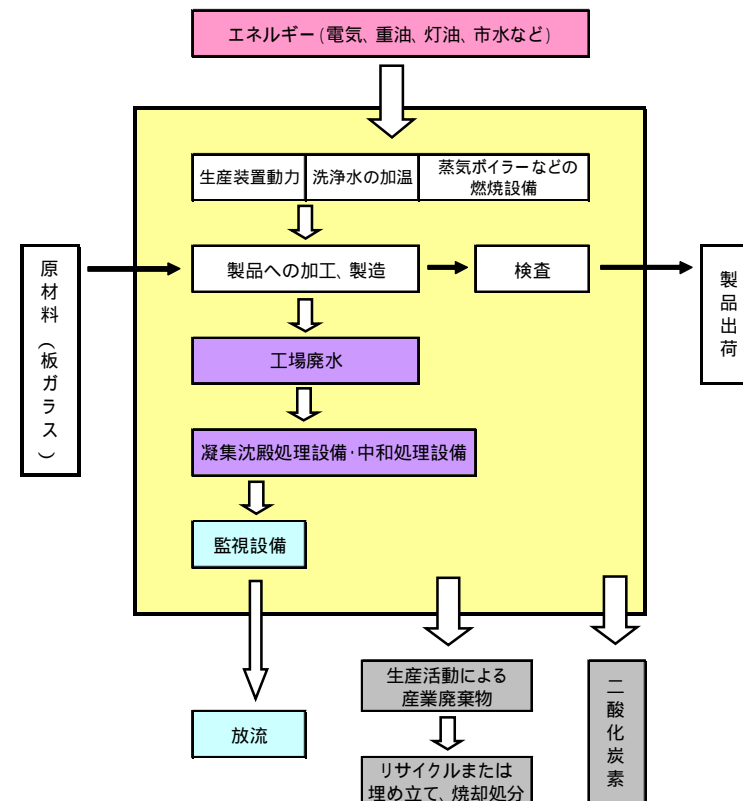 エネルギー(電気、重油、灯油、市水など)
生産装置動力
洗浄水の加温
蒸気ボイラーなどの
燃焼設備
原材料（板ガラス）
製品への加工、製造
検査
製品出荷
工場廃水
凝集沈殿処理設備･中和処理設備
監視設備
放流
生産活動による
産業廃棄物
リサイクルまたは
埋め立て、焼却処分
二酸化炭素